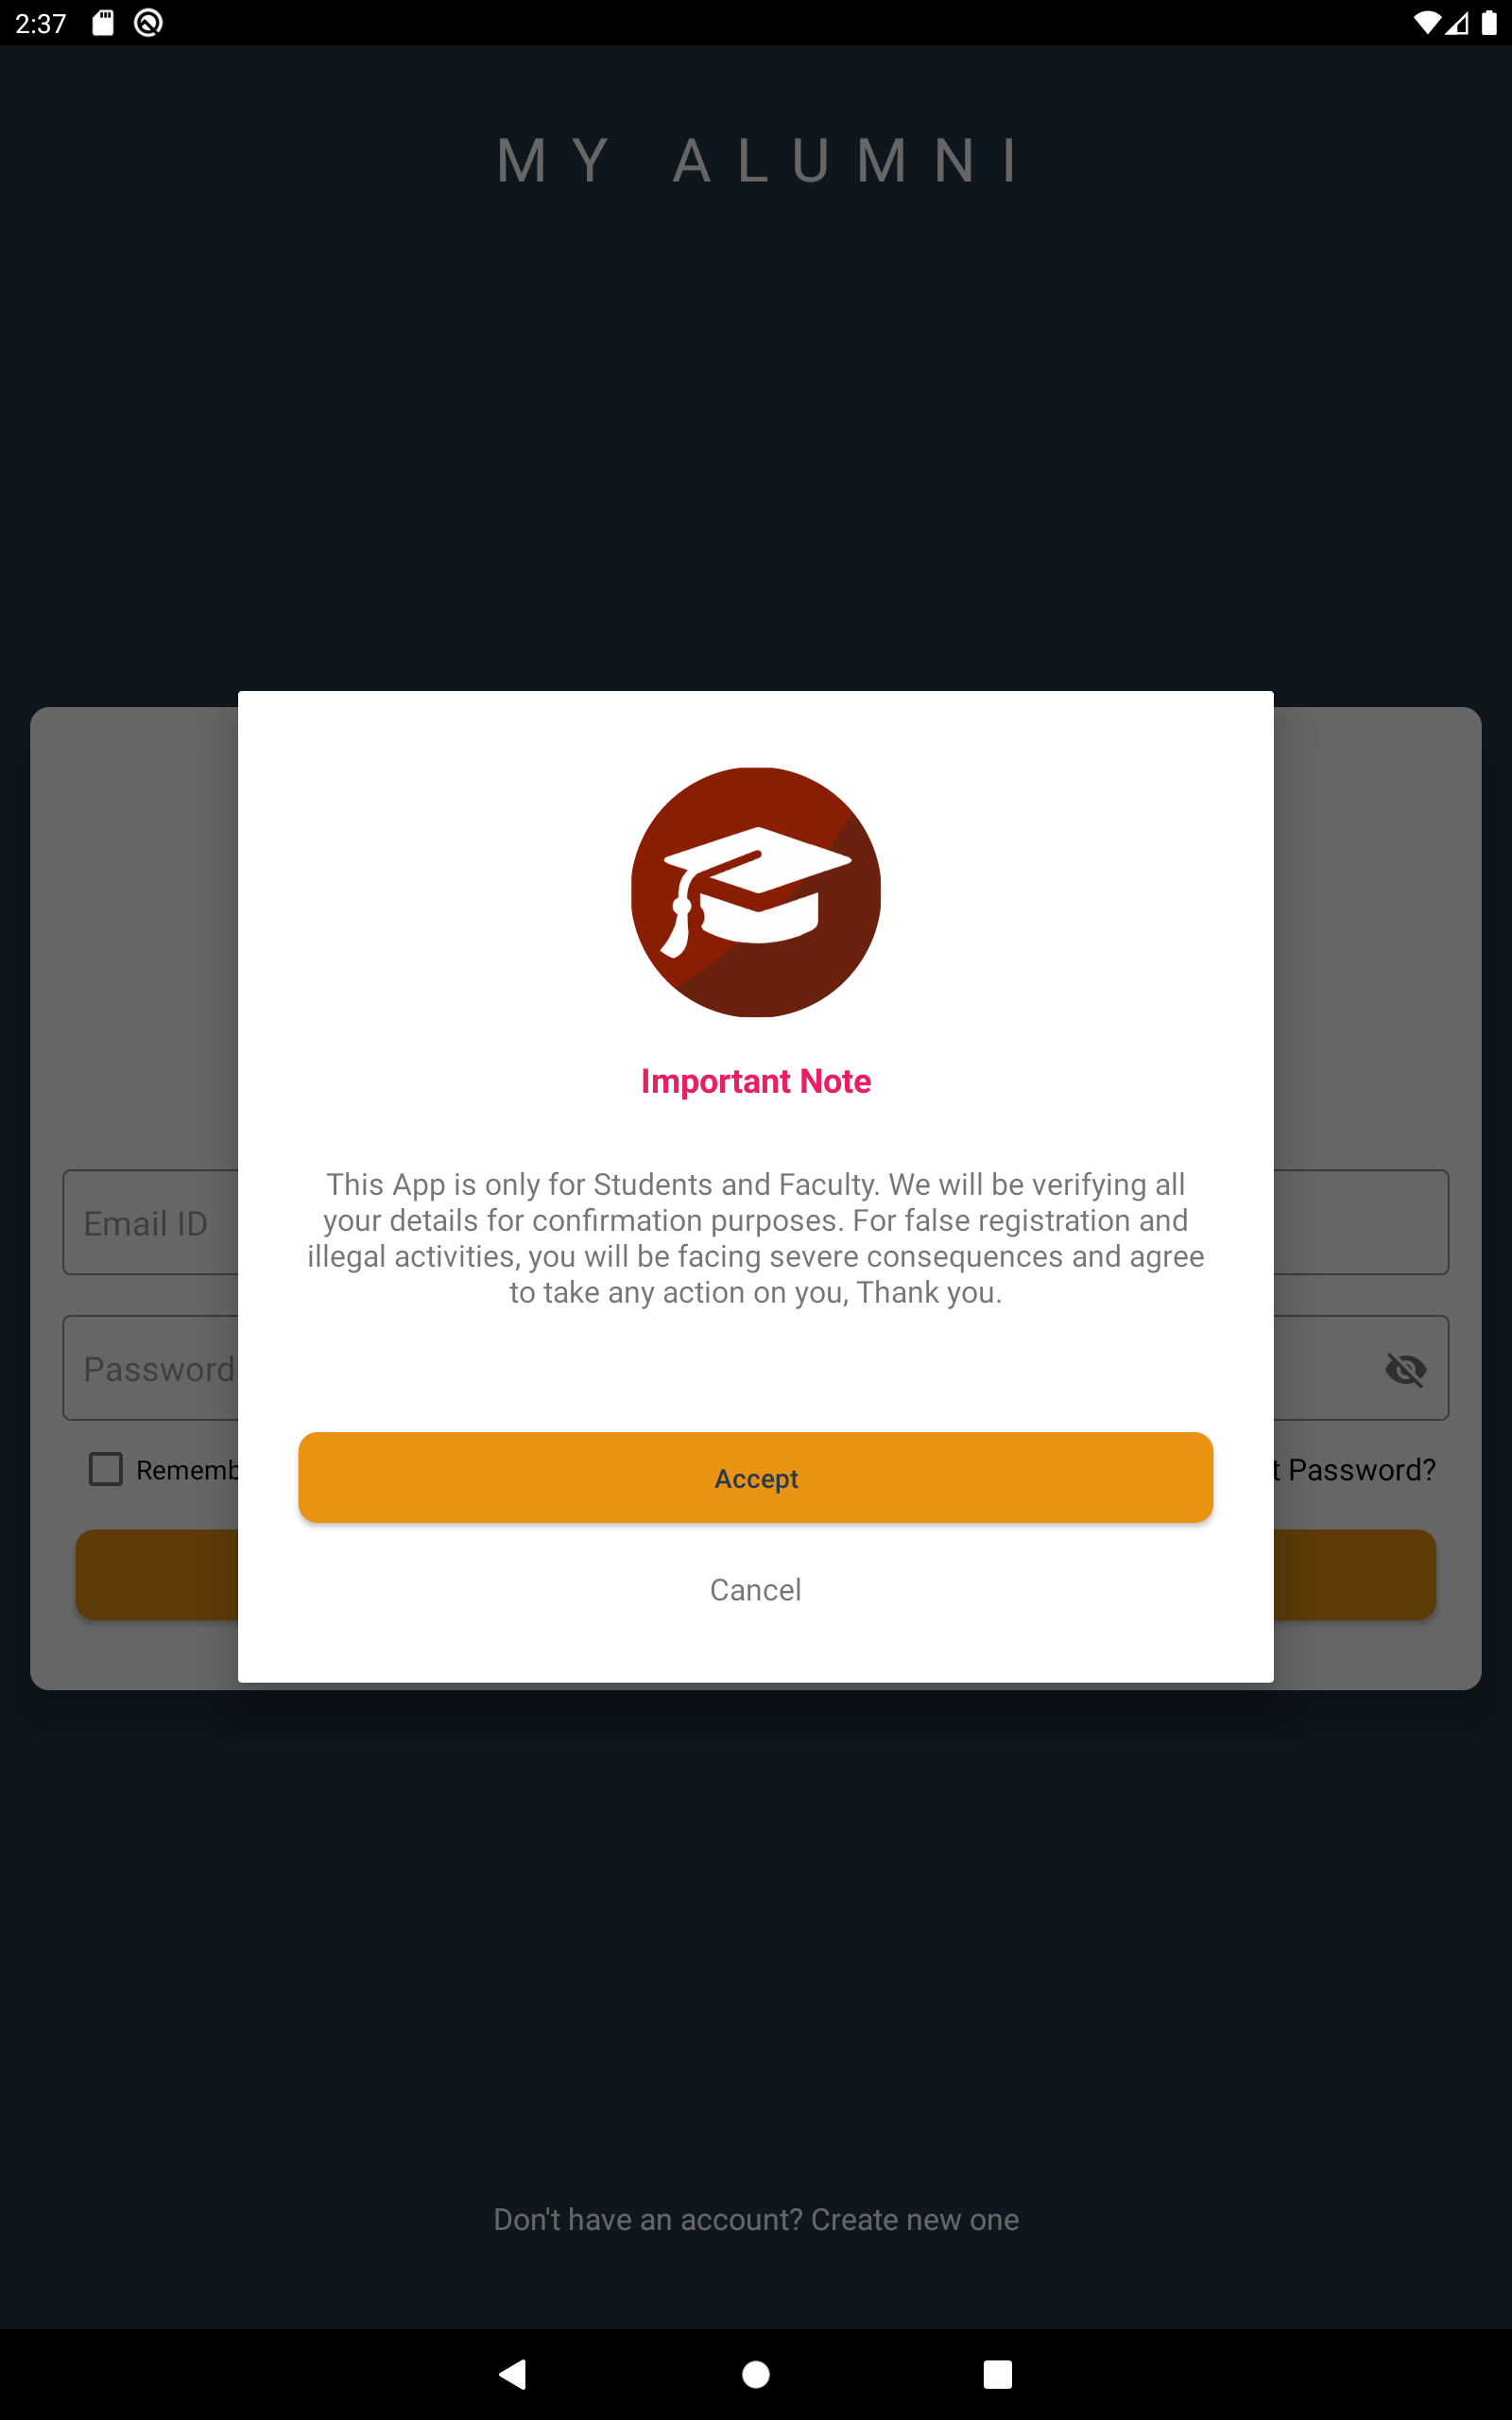 2:37
MY ALUMNI
Important Note
This App is only for Students and Faculty. We will be verifying all
your details for confirmation purposes. For false registration and
illegal activities, you will be facing severe consequences and agree
to take any action on you, Thank you.
Email ID
Password
Accept
Rememb
t Password?
Cancel
Don't have an account? Create new one